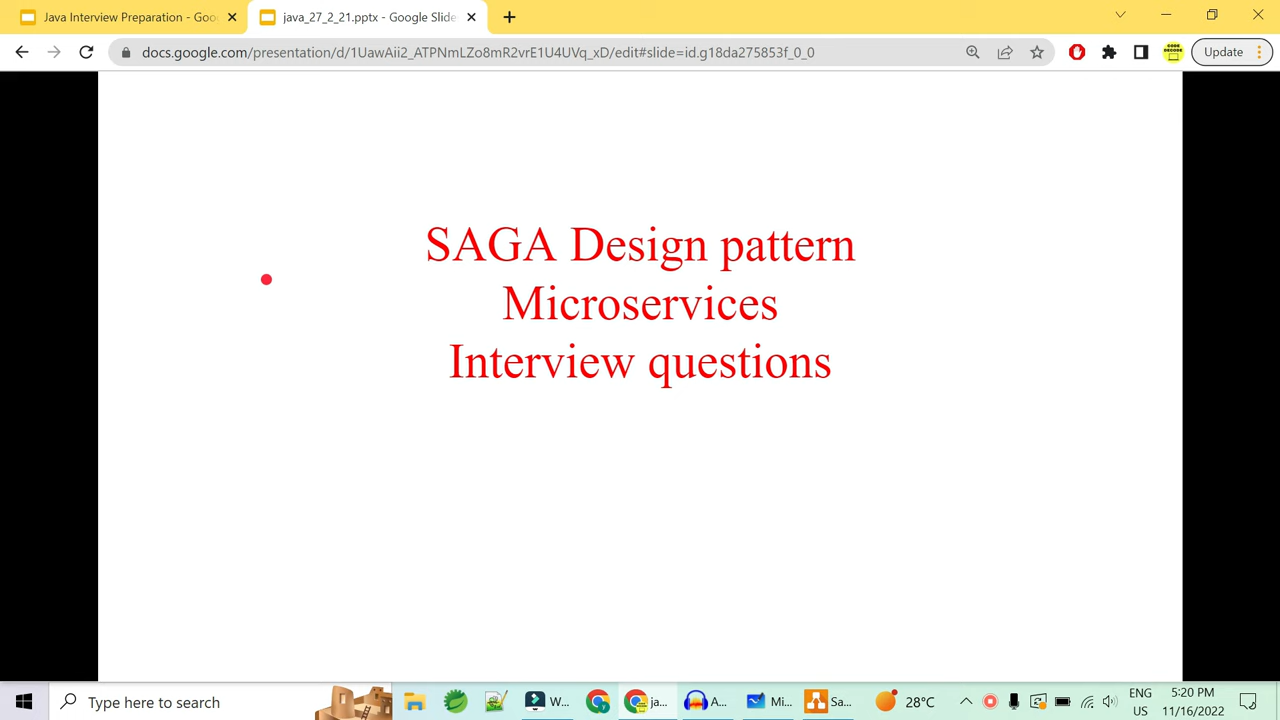 Java Interview Preparation - Goo
java_27_2_21.pptx - Google Slide
docs.google.com/presentation/d/1UawAii2_ATPNmLZo8mR2vrE1U4UVq_xD/edit#slide=id.g18da275853f_0_0
Update
CODE
DECODE
SAGA Design pattern
Microservices
Interview questions
Type here to search
W...
ja...
A...
Mi...
Sa...
28°C
ENG
US
5:20 PM
11/16/2022